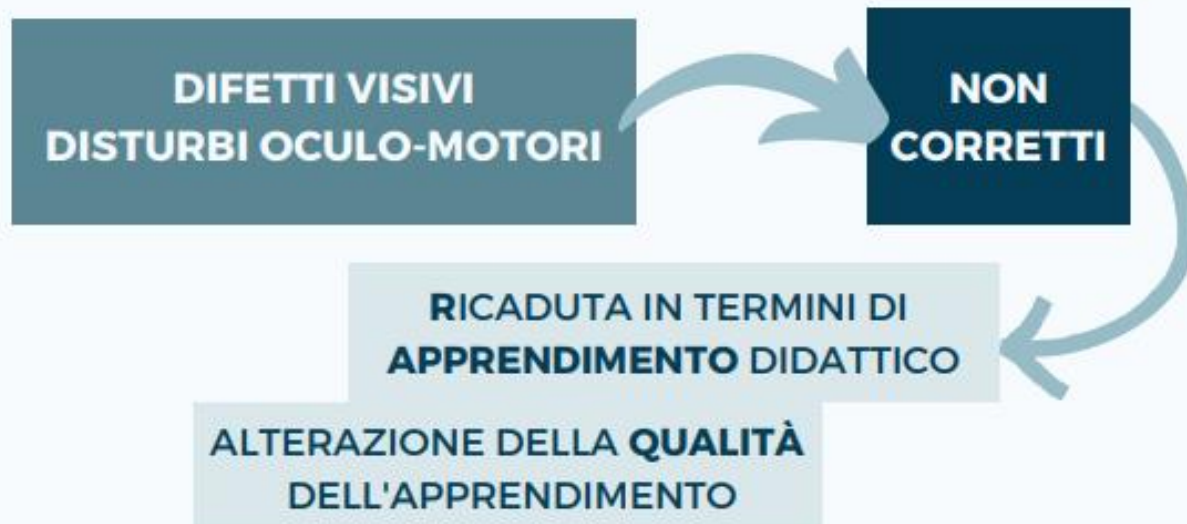 DIFETTI VISIVI
DISTURBI OCULO-MOTORI
NON
CORRETTI
RICADUTA IN TERMINI DI
APPRENDIMENTO DIDATTICO
ALTERAZIONE DELLA QUALITÀ
DELL'APPRENDIMENTO